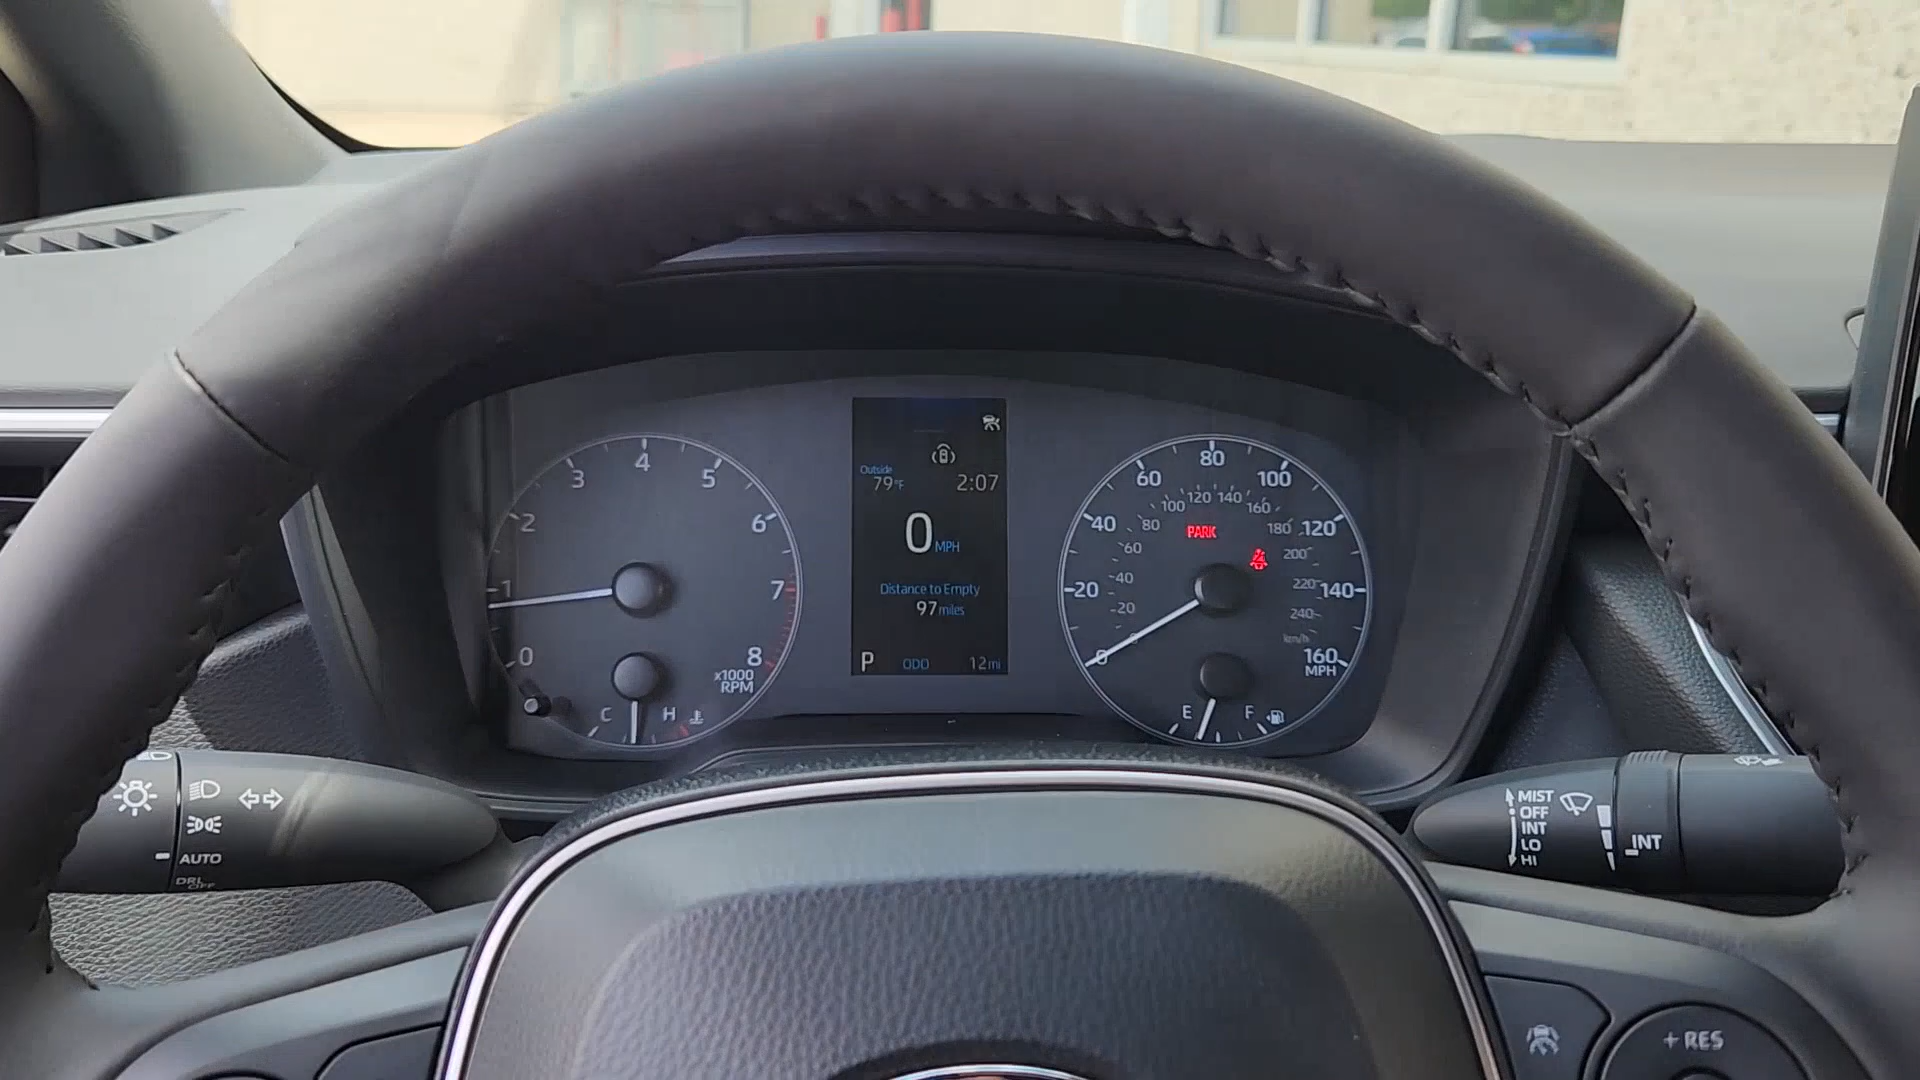 4
3
5
2
6
1
7
0
8
x1000
RPM
C
H
Outside
79°F
2:07
0 MPH
Distance to Empty
97 miles
P
ODO
12 mi
80
60
100
40
120
20
140
0
160
MPH
100
120
140
160
80
180
60
200
40
220
20
240
0
km/h
PARK
E
F
AUTO
DRL
OFF
MIST
OFF
INT
LO
HI
INT
+RES